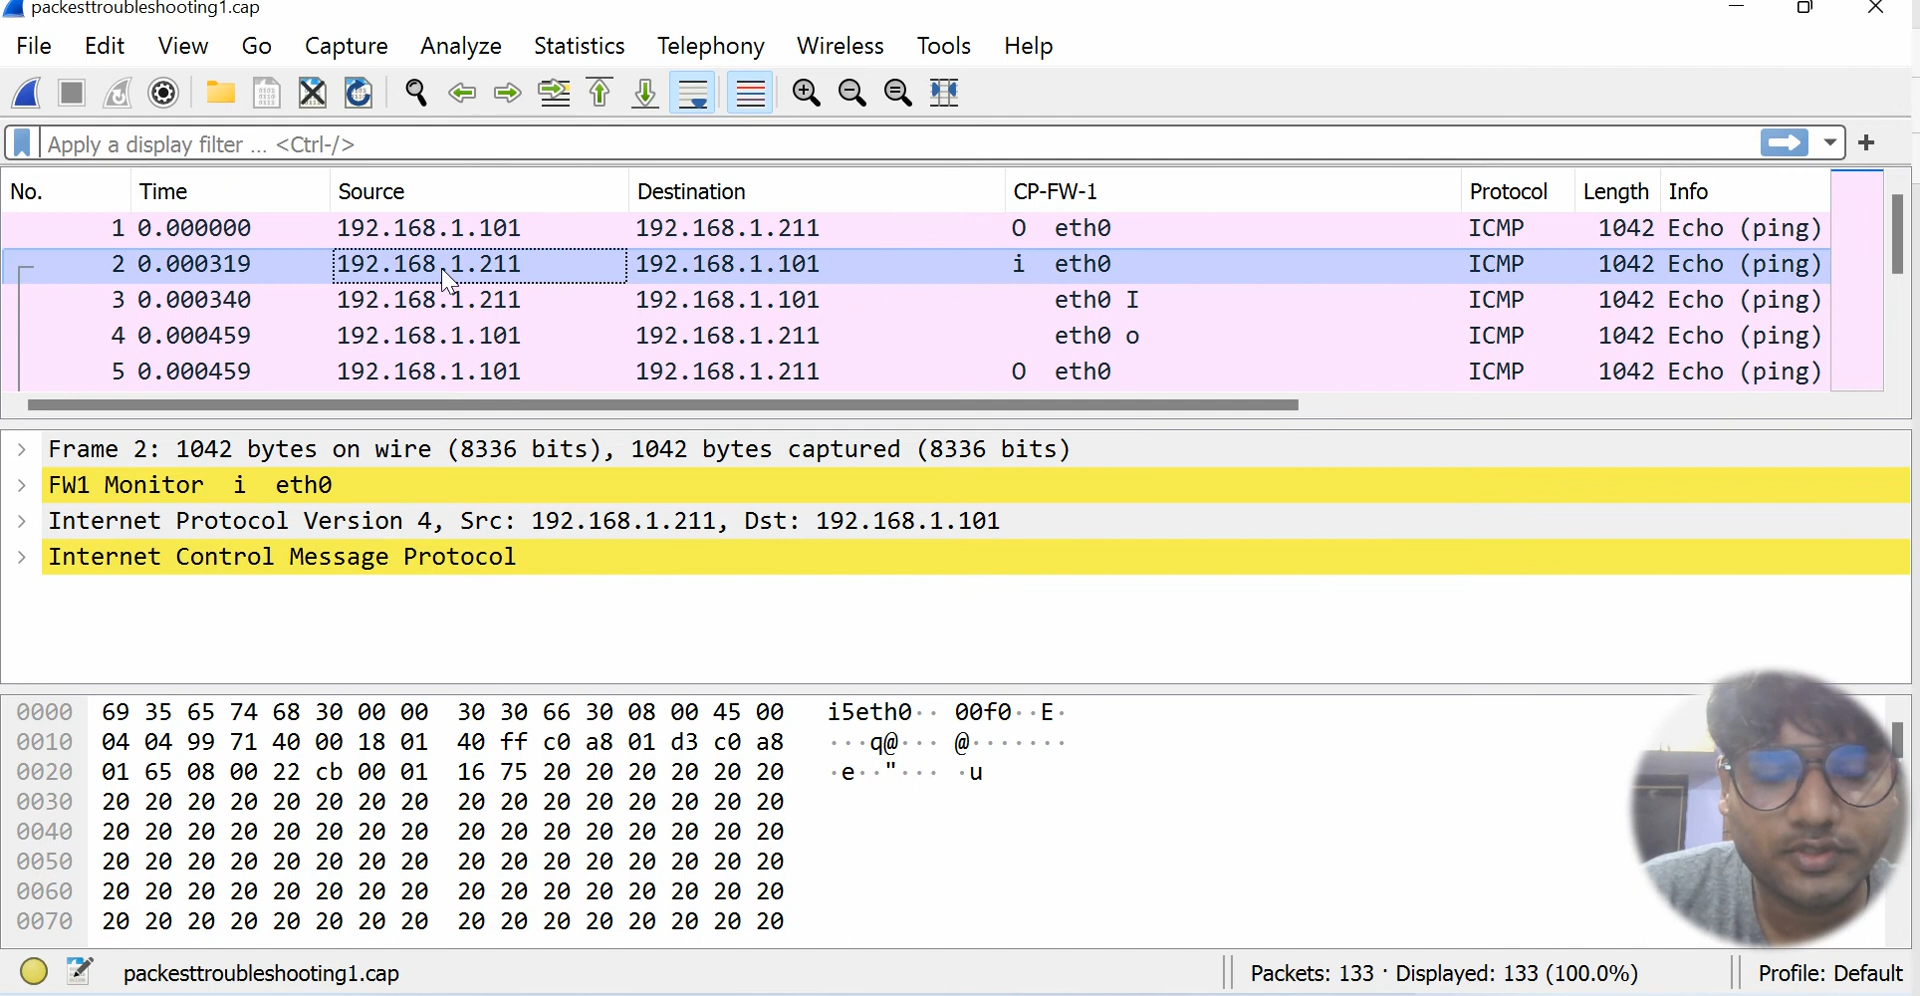 packesttroubleshooting1.cap
File Edit View Go Capture Analyze Statistics Telephony Wireless Tools Help
Apply a display filter ... <Ctrl-/>
No. Time Source Destination CP-FW-1 Protocol Length Info
1 0.000000 192.168.1.101 192.168.1.211 O eth0 ICMP 1042 Echo (ping)
2 0.000319 192.168.1.211 192.168.1.101 i eth0 ICMP 1042 Echo (ping)
3 0.000340 192.168.1.211 192.168.1.101 eth0 I ICMP 1042 Echo (ping)
4 0.000459 192.168.1.101 192.168.1.211 eth0 o ICMP 1042 Echo (ping)
5 0.000459 192.168.1.101 192.168.1.211 O eth0 ICMP 1042 Echo (ping)
Frame 2: 1042 bytes on wire (8336 bits), 1042 bytes captured (8336 bits)
FW1 Monitor i eth0
Internet Protocol Version 4, Src: 192.168.1.211, Dst: 192.168.1.101
Internet Control Message Protocol
0000 69 35 65 74 68 30 00 00 30 30 66 30 08 00 45 00 i5eth0·· 00f0··E·
0010 04 04 99 71 40 00 18 01 40 ff c0 a8 01 d3 c0 a8 ···q@··· @·······
0020 01 65 08 00 22 cb 00 01 16 75 20 20 20 20 20 20 ·e··"··· ·u
0030 20 20 20 20 20 20 20 20 20 20 20 20 20 20 20 20
0040 20 20 20 20 20 20 20 20 20 20 20 20 20 20 20 20
0050 20 20 20 20 20 20 20 20 20 20 20 20 20 20 20 20
0060 20 20 20 20 20 20 20 20 20 20 20 20 20 20 20 20
0070 20 20 20 20 20 20 20 20 20 20 20 20 20 20 20 20
packesttroubleshooting1.cap Packets: 133 · Displayed: 133 (100.0%) Profile: Default